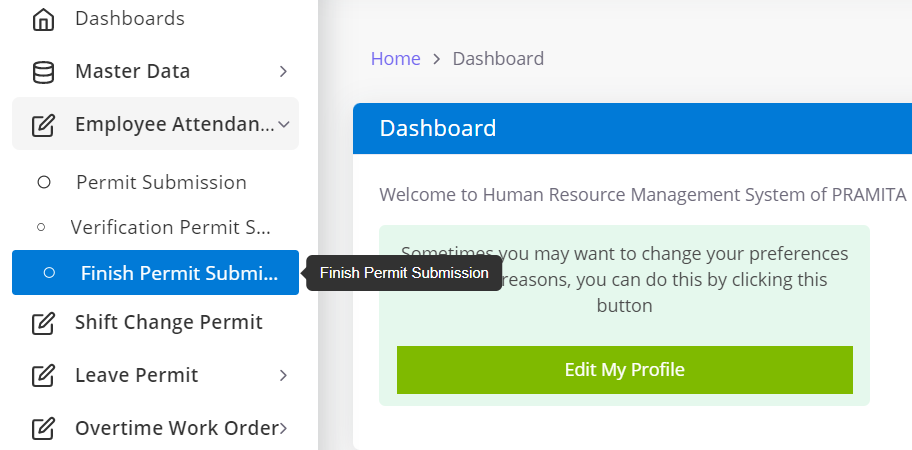 Dashboards
Master Data
Employee Attendan...
Permit Submission
Verification Permit S...
Finish Permit Submi...
Shift Change Permit
Leave Permit
Overtime Work Order
Finish Permit Submission
Home > Dashboard
Dashboard
Welcome to Human Resource Management System of PRAMITA
Sometimes you may want to change your preferences
reasons, you can do this by clicking this
button
Edit My Profile